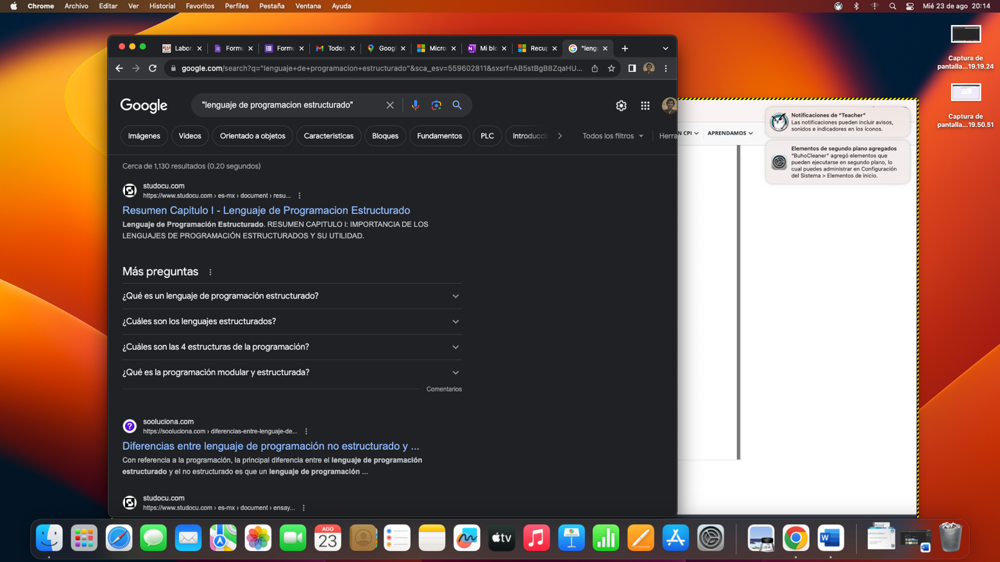 Chrome Archivo Editar Ver Historial Favoritos Perfiles Pestaña Ventana Ayuda
Mié 23 de ago 20:14
Labor
Formu
Formu
Todos
Googl
Micro:
Mi blo
Recup
"leng
google.com/search?q="lenguaje+de+programacion+estructurado"&sca_esv=559602811&sxsrf=AB5stBgB8ZqaHU...
Google
"lenguaje de programacion estructurado"
Imágenes
Vídeos
Orientado a objetos
Características
Bloques
Fundamentos
PLC
Introducci
Todos los filtros
Herra
Cerca de 1,130 resultados (0.20 segundos)
studocu.com
https://www.studocu.com › es-mx › document › resu...
Resumen Capitulo I - Lenguaje de Programacion Estructurado
Lenguaje de Programación Estructurado. RESUMEN CAPITULO I: IMPORTANCIA DE LOS
LENGUAJES DE PROGRAMACIÓN ESTRUCTURADOS Y SU UTILIDAD.
Más preguntas
¿Qué es un lenguaje de programación estructurado?
¿Cuáles son los lenguajes estructurados?
¿Cuáles son las 4 estructuras de la programación?
¿Qué es la programación modular y estructurada?
Comentarios
sooluciona.com
https://sooluciona.com › diferencias-entre-lenguaje-de...
Diferencias entre lenguaje de programación no estructurado y ...
Con referencia a la programación, la principal diferencia entre el lenguaje de programación
estructurado y el no estructurado es que un lenguaje de programación ...
studocu.com
https://www.studocu.com › es-mx › document › ensay...
N CPI
APRENDAMOS
Notificaciones de "Teacher"
Las notificaciones pueden incluir avisos,
sonidos e indicadores en los íconos.
Elementos de segundo plano agregados
"BuhoCleaner" agregó elementos que
pueden ejecutarse en segundo plano, lo
cual puedes administrar en Configuración
del Sistema > Elementos de inicio.
Captura de
pantalla...19.19.24
Captura de
pantalla...19.50.51
AGO
23
tv
W